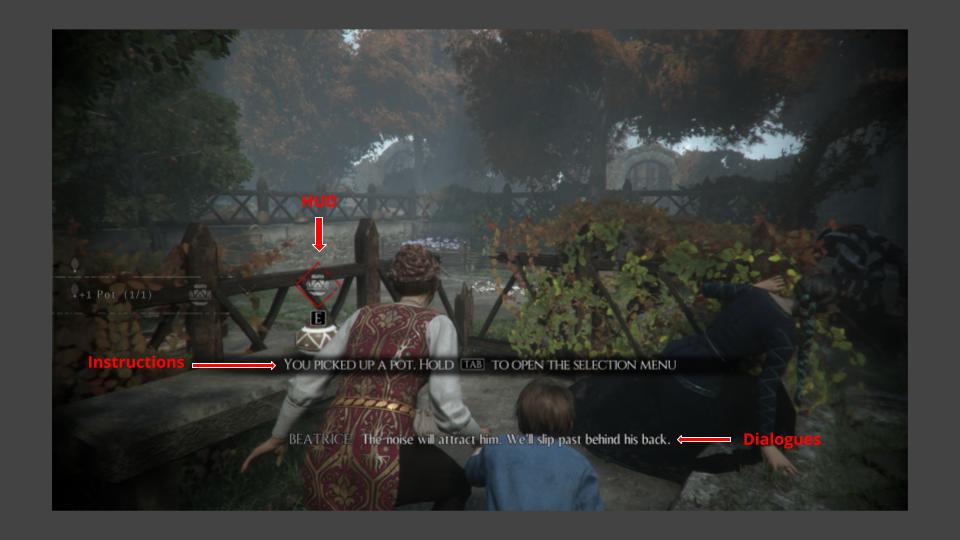 HUD
+1 Pot (1/1)
E
Instructions
YOU PICKED UP A POT. HOLD TAB TO OPEN THE SELECTION MENU
BEATRICE The noise will attract him. We'll slip past behind his back.
Dialogues